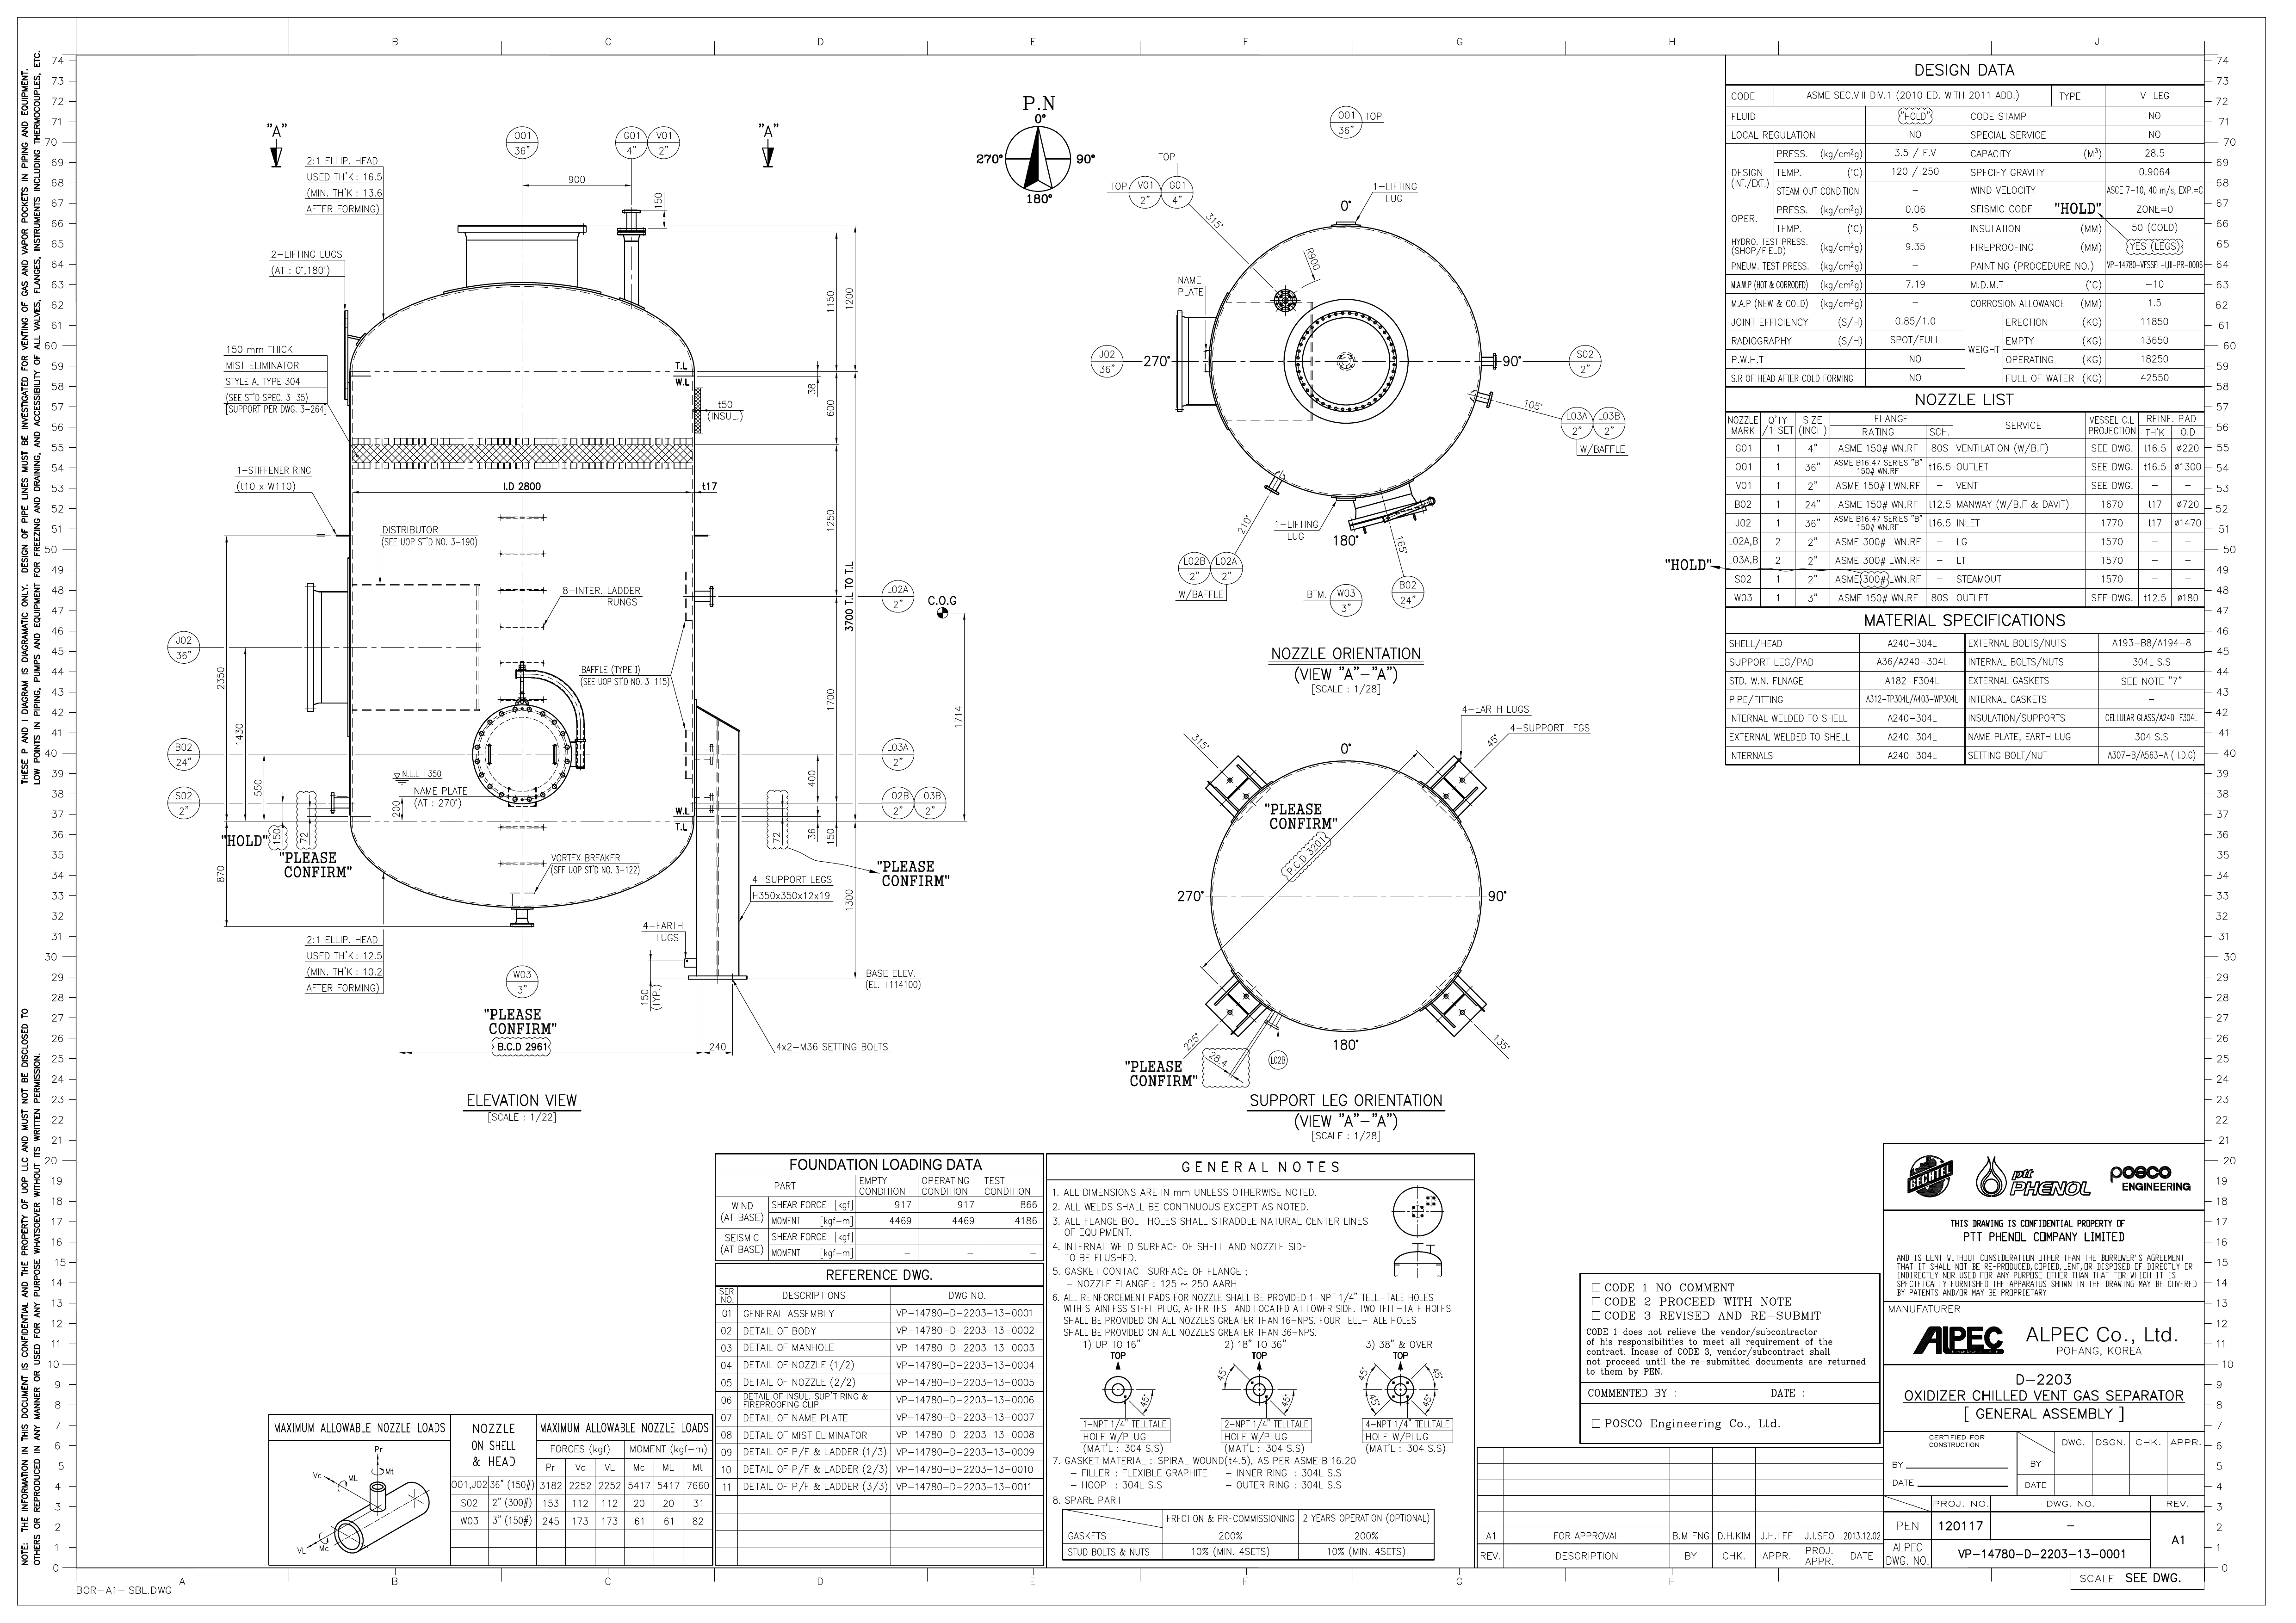 THESE P AND I DIAGRAM IS DIAGRAMATIC ONLY. DESIGN OF PIPE LINES MUST BE INVESTIGATED FOR VENTING OF GAS AND VAPOR POCKETS IN PIPING AND EQUIPMENT.
LOW POINTS IN PIPING, PUMPS AND EQUIPMENT FOR FREEZING AND DRAINING, AND ACCESSIBILITY OF ALL VALVES, FLANGES, INSTRUMENTS INCLUDING THERMOCOUPLES, ETC.
NOTE: THE INFORMATION IN THIS DOCUMENT IS CONFIDENTIAL AND THE PROPERTY OF UOP LLC AND MUST NOT BE DISCLOSED TO
OTHERS OR REPRODUCED IN ANY MANNER OR USED FOR ANY PURPOSE WHATSOEVER WITHOUT ITS WRITTEN PERMISSION.
B C D E F G H I J
"A"
"A"
O01 36"
G01 4" V01 2"
900
150
2:1 ELLIP. HEAD
USED TH'K : 16.5
(MIN. TH'K : 13.6
AFTER FORMING)
2-LIFTING LUGS
(AT : 0°,180°)
150 mm THICK
MIST ELIMINATOR
STYLE A, TYPE 304
(SEE ST'D SPEC. 3-35)
[SUPPORT PER DWG. 3-264]
1-STIFFENER RING
(t10 x W110)
T.L
W.L
t50
(INSUL.)
I.D 2800
t17
DISTRIBUTOR
(SEE UOP ST'D NO. 3-190)
8-INTER. LADDER
RUNGS
BAFFLE (TYPE I)
(SEE UOP ST'D NO. 3-115)
1150
1200
38
600
1250
3700 T.L TO T.L
1700
1714
400
36
150
1300
C.O.G
L02A 2"
L03A 2"
L02B 2" L03B 2"
J02 36"
B02 24"
S02 2"
2350
1430
550
200
870
N.L.L +350
NAME PLATE
(AT : 270°)
W.L
T.L
"HOLD"
150
72
"PLEASE
CONFIRM"
72
"PLEASE
CONFIRM"
VORTEX BREAKER
(SEE UOP ST'D NO. 3-122)
4-SUPPORT LEGS
H350x350x12x19
4-EARTH
LUGS
2:1 ELLIP. HEAD
USED TH'K : 12.5
(MIN. TH'K : 10.2
AFTER FORMING)
W03 3"
150
(TYP.)
BASE ELEV.
(EL. +114100)
"PLEASE
CONFIRM"
B.C.D 2961
240
4x2-M36 SETTING BOLTS
ELEVATION VIEW
[SCALE : 1/22]
P.N
0°
270° 90°
180°
O01 36" TOP
TOP
TOP V01 2" G01 4"
315°
R900
1-LIFTING
LUG
0°
NAME
PLATE
J02 36" 270°
90° S02 2"
105°
L03A 2" L03B 2"
W/BAFFLE
210°
L02B 2" L02A 2"
W/BAFFLE
1-LIFTING
LUG
180°
165°
BTM. W03 3"
B02 24"
NOZZLE ORIENTATION
(VIEW "A"-"A")
[SCALE : 1/28]
4-EARTH LUGS
4-SUPPORT LEGS
315°
0°
45°
"PLEASE
CONFIRM"
P.C.D 3201
270°
90°
225°
180°
135°
"PLEASE
CONFIRM"
28.4
L02B
SUPPORT LEG ORIENTATION
(VIEW "A"-"A")
[SCALE : 1/28]
DESIGN DATA
CODE ASME SEC.VIII DIV.1 (2010 ED. WITH 2011 ADD.) TYPE V-LEG
FLUID "HOLD" CODE STAMP NO
LOCAL REGULATION NO SPECIAL SERVICE NO
DESIGN (INT./EXT.) PRESS. (kg/cm²g) 3.5 / F.V CAPACITY (M³) 28.5
TEMP. (°C) 120 / 250 SPECIFY GRAVITY 0.9064
STEAM OUT CONDITION - WIND VELOCITY ASCE 7-10, 40 m/s, EXP.=C
OPER. PRESS. (kg/cm²g) 0.06 SEISMIC CODE "HOLD" ZONE=0
TEMP. (°C) 5 INSULATION (MM) 50 (COLD)
HYDRO. TEST PRESS. (SHOP/FIELD) (kg/cm²g) 9.35 FIREPROOFING (MM) YES (LEGS)
PNEUM. TEST PRESS. (kg/cm²g) - PAINTING (PROCEDURE NO.) VP-14780-VESSEL-UII-PR-0006
M.A.W.P (HOT & CORRODED) (kg/cm²g) 7.19 M.D.M.T (°C) -10
M.A.P (NEW & COLD) (kg/cm²g) - CORROSION ALLOWANCE (MM) 1.5
JOINT EFFICIENCY (S/H) 0.85/1.0 WEIGHT ERECTION (KG) 11850
RADIOGRAPHY (S/H) SPOT/FULL EMPTY (KG) 13650
P.W.H.T NO OPERATING (KG) 18250
S.R OF HEAD AFTER COLD FORMING NO FULL OF WATER (KG) 42550
NOZZLE LIST
NOZZLE MARK Q'TY /1 SET SIZE (INCH) FLANGE RATING SCH. SERVICE VESSEL C.L PROJECTION REINF. PAD TH'K O.D
G01 1 4" ASME 150# WN.RF 80S VENTILATION (W/B.F) SEE DWG. t16.5 ø220
O01 1 36" ASME B16.47 SERIES "B" 150# WN.RF t16.5 OUTLET SEE DWG. t16.5 ø1300
V01 1 2" ASME 150# LWN.RF - VENT SEE DWG. - -
B02 1 24" ASME 150# WN.RF t12.5 MANWAY (W/B.F & DAVIT) 1670 t17 ø720
J02 1 36" ASME B16.47 SERIES "B" 150# WN.RF t16.5 INLET 1770 t17 ø1470
L02A,B 2 2" ASME 300# LWN.RF - LG 1570 - -
"HOLD"
L03A,B 2 2" ASME 300# LWN.RF - LT 1570 - -
S02 1 2" ASME 300# LWN.RF - STEAMOUT 1570 - -
W03 1 3" ASME 150# WN.RF 80S OUTLET SEE DWG. t12.5 ø180
MATERIAL SPECIFICATIONS
SHELL/HEAD A240-304L EXTERNAL BOLTS/NUTS A193-B8/A194-8
SUPPORT LEG/PAD A36/A240-304L INTERNAL BOLTS/NUTS 304L S.S
STD. W.N. FLNAGE A182-F304L EXTERNAL GASKETS SEE NOTE "7"
PIPE/FITTING A312-TP304L/A403-WP304L INTERNAL GASKETS -
INTERNAL WELDED TO SHELL A240-304L INSULATION/SUPPORTS CELLULAR GLASS/A240-F304L
EXTERNAL WELDED TO SHELL A240-304L NAME PLATE, EARTH LUG 304 S.S
INTERNALS A240-304L SETTING BOLT/NUT A307-B/A563-A (H.D.G)
FOUNDATION LOADING DATA
PART EMPTY CONDITION OPERATING CONDITION TEST CONDITION
WIND (AT BASE) SHEAR FORCE [kgf] 917 917 866
MOMENT [kgf-m] 4469 4469 4186
SEISMIC (AT BASE) SHEAR FORCE [kgf] - - -
MOMENT [kgf-m] - - -
REFERENCE DWG.
SER NO. DESCRIPTIONS DWG NO.
01 GENERAL ASSEMBLY VP-14780-D-2203-13-0001
02 DETAIL OF BODY VP-14780-D-2203-13-0002
03 DETAIL OF MANHOLE VP-14780-D-2203-13-0003
04 DETAIL OF NOZZLE (1/2) VP-14780-D-2203-13-0004
05 DETAIL OF NOZZLE (2/2) VP-14780-D-2203-13-0005
06 DETAIL OF INSUL. SUP'T RING & FIREPROOFING CLIP VP-14780-D-2203-13-0006
07 DETAIL OF NAME PLATE VP-14780-D-2203-13-0007
08 DETAIL OF MIST ELIMINATOR VP-14780-D-2203-13-0008
09 DETAIL OF P/F & LADDER (1/3) VP-14780-D-2203-13-0009
10 DETAIL OF P/F & LADDER (2/3) VP-14780-D-2203-13-0010
11 DETAIL OF P/F & LADDER (3/3) VP-14780-D-2203-13-0011
MAXIMUM ALLOWABLE NOZZLE LOADS
Pr Mt Vc ML VL Mc
NOZZLE ON SHELL & HEAD MAXIMUM ALLOWABLE NOZZLE LOADS
FORCES (kgf) MOMENT (kgf-m)
Pr Vc VL Mc ML Mt
O01,J02 36" (150#) 3182 2252 2252 5417 5417 7660
S02 2" (300#) 153 112 112 20 20 31
W03 3" (150#) 245 173 173 61 61 82
GENERAL NOTES
1. ALL DIMENSIONS ARE IN mm UNLESS OTHERWISE NOTED.
2. ALL WELDS SHALL BE CONTINUOUS EXCEPT AS NOTED.
3. ALL FLANGE BOLT HOLES SHALL STRADDLE NATURAL CENTER LINES
OF EQUIPMENT.
4. INTERNAL WELD SURFACE OF SHELL AND NOZZLE SIDE
TO BE FLUSHED.
5. GASKET CONTACT SURFACE OF FLANGE ;
- NOZZLE FLANGE : 125 ~ 250 AARH
6. ALL REINFORCEMENT PADS FOR NOZZLE SHALL BE PROVIDED 1-NPT 1/4" TELL-TALE HOLES
WITH STAINLESS STEEL PLUG, AFTER TEST AND LOCATED AT LOWER SIDE. TWO TELL-TALE HOLES
SHALL BE PROVIDED ON ALL NOZZLES GREATER THAN 16-NPS. FOUR TELL-TALE HOLES
SHALL BE PROVIDED ON ALL NOZZLES GREATER THAN 36-NPS.
1) UP TO 16" 2) 18" TO 36" 3) 38" & OVER
TOP TOP TOP
45° 45° 45° 45° 45° 45° 45°
1-NPT 1/4" TELLTALE 2-NPT 1/4" TELLTALE 4-NPT 1/4" TELLTALE
HOLE W/PLUG HOLE W/PLUG HOLE W/PLUG
(MAT'L : 304 S.S) (MAT'L : 304 S.S) (MAT'L : 304 S.S)
7. GASKET MATERIAL : SPIRAL WOUND(t4.5), AS PER ASME B 16.20
- FILLER : FLEXIBLE GRAPHITE - INNER RING : 304L S.S
- HOOP : 304L S.S - OUTER RING : 304L S.S
8. SPARE PART
ERECTION & PRECOMMISSIONING 2 YEARS OPERATION (OPTIONAL)
GASKETS 200% 200%
STUD BOLTS & NUTS 10% (MIN. 4SETS) 10% (MIN. 4SETS)
CODE 1 NO COMMENT
CODE 2 PROCEED WITH NOTE
CODE 3 REVISED AND RE-SUBMIT
CODE 1 does not relieve the vendor/subcontractor
of his responsibilities to meet all requirement of the
contract. Incase of CODE 3, vendor/subcontract shall
not proceed until the re-submitted documents are returned
to them by PEN.
COMMENTED BY : DATE :
POSCO Engineering Co., Ltd.
A1 FOR APPROVAL B.M ENG D.H.KIM J.H.LEE J.I.SEO 2013.12.02
REV. DESCRIPTION BY CHK. APPR. PROJ. APPR. DATE
BECHTEL ptt PHENOL posco ENGINEERING
THIS DRAWING IS CONFIDENTIAL PROPERTY OF
PTT PHENOL COMPANY LIMITED
AND IS LENT WITHOUT CONSIDERATION OTHER THAN THE BORROWER'S AGREEMENT
THAT IT SHALL NOT BE RE-PRODUCED,COPIED,LENT,OR DISPOSED OF DIRECTLY OR
INDIRECTLY NOR USED FOR ANY PURPOSE OTHER THAN THAT FOR WHICH IT IS
SPECIFICALLY FURNISHED.THE APPARATUS SHOWN IN THE DRAWING MAY BE COVERED
BY PATENTS AND/OR MAY BE PROPRIETARY
MANUFATURER
ALPEC ALPEC Co., Ltd.
POHANG, KOREA
D-2203
OXIDIZER CHILLED VENT GAS SEPARATOR
[ GENERAL ASSEMBLY ]
CERTIFIED FOR CONSTRUCTION DWG. DSGN. CHK. APPR.
BY BY
DATE DATE
PROJ. NO. DWG. NO. REV.
PEN 120117 - A1
ALPEC DWG. NO. VP-14780-D-2203-13-0001
SCALE SEE DWG.
A B C D E F G H I
BOR-A1-ISBL.DWG